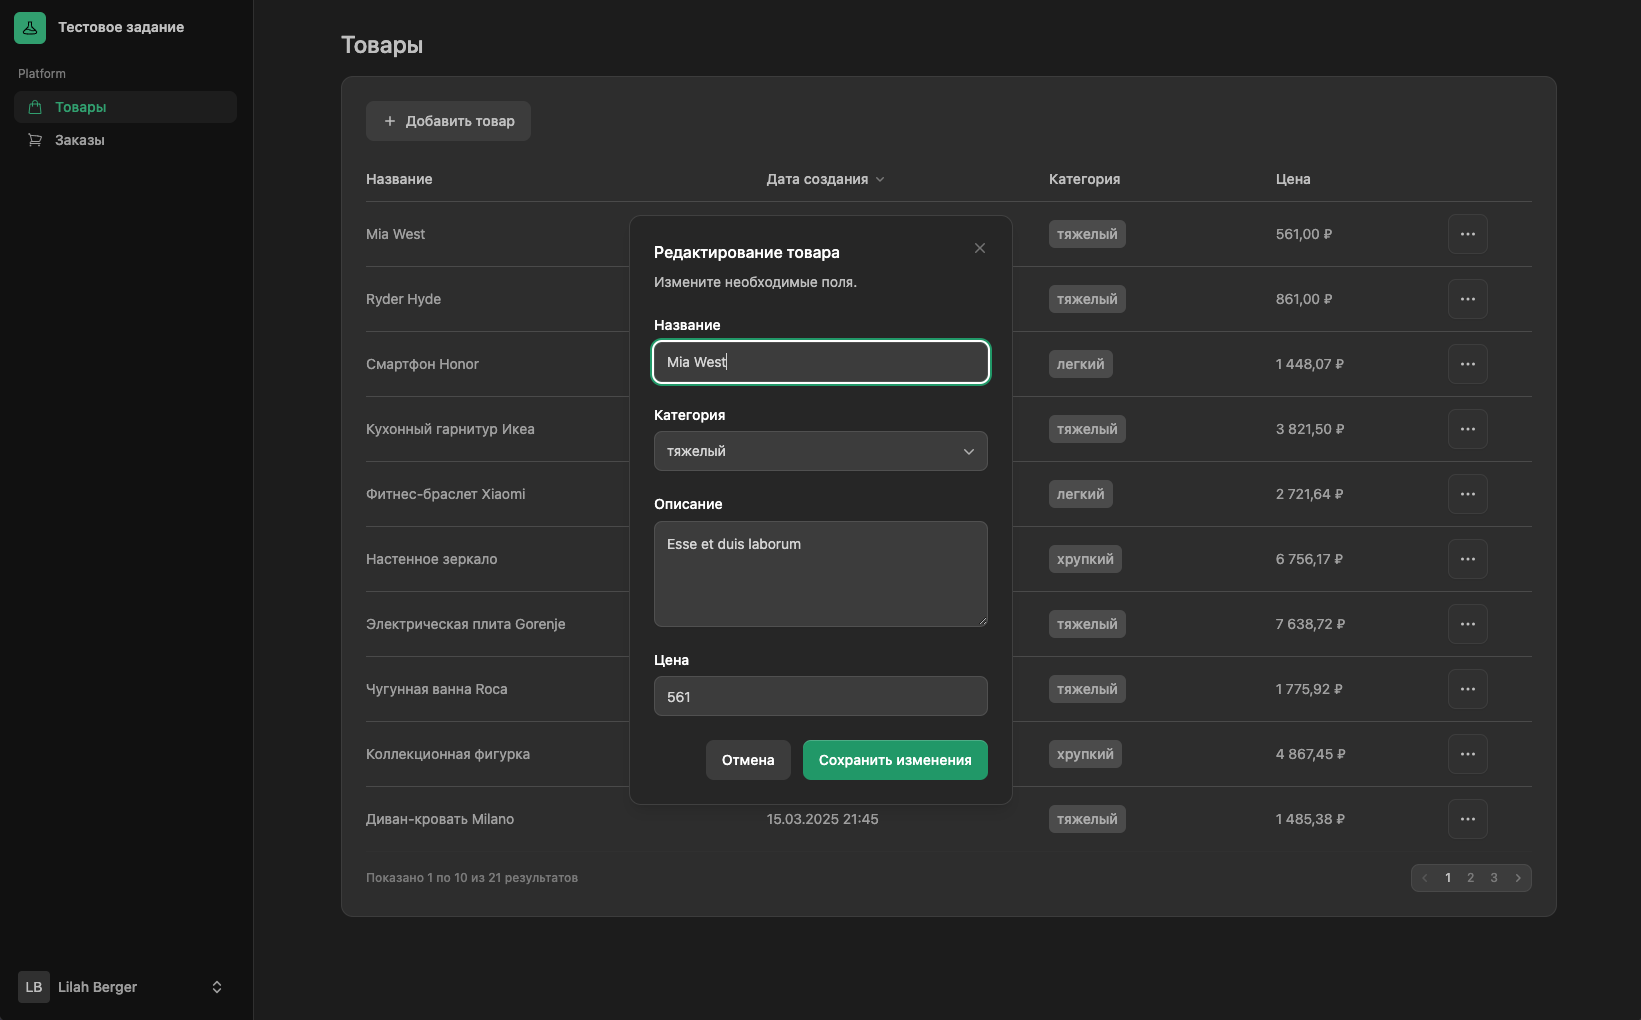 Тестовое задание
Platform
Товары
Заказы
LB Lilah Berger
Товары
+ Добавить товар
Название Дата создания Категория Цена
Mia West тяжелый 561,00 ₽
Ryder Hyde тяжелый 861,00 ₽
Смартфон Honor легкий 1 448,07 ₽
Кухонный гарнитур Икеа тяжелый 3 821,50 ₽
Фитнес-браслет Xiaomi легкий 2 721,64 ₽
Настенное зеркало хрупкий 6 756,17 ₽
Электрическая плита Gorenje тяжелый 7 638,72 ₽
Чугунная ванна Roca тяжелый 1 775,92 ₽
Коллекционная фигурка хрупкий 4 867,45 ₽
Диван-кровать Milano 15.03.2025 21:45 тяжелый 1 485,38 ₽
Показано 1 по 10 из 21 результатов 1 2 3
Редактирование товара
Измените необходимые поля.
Название
Mia West
Категория
тяжелый
Описание
Esse et duis laborum
Цена
561
Отмена Сохранить изменения